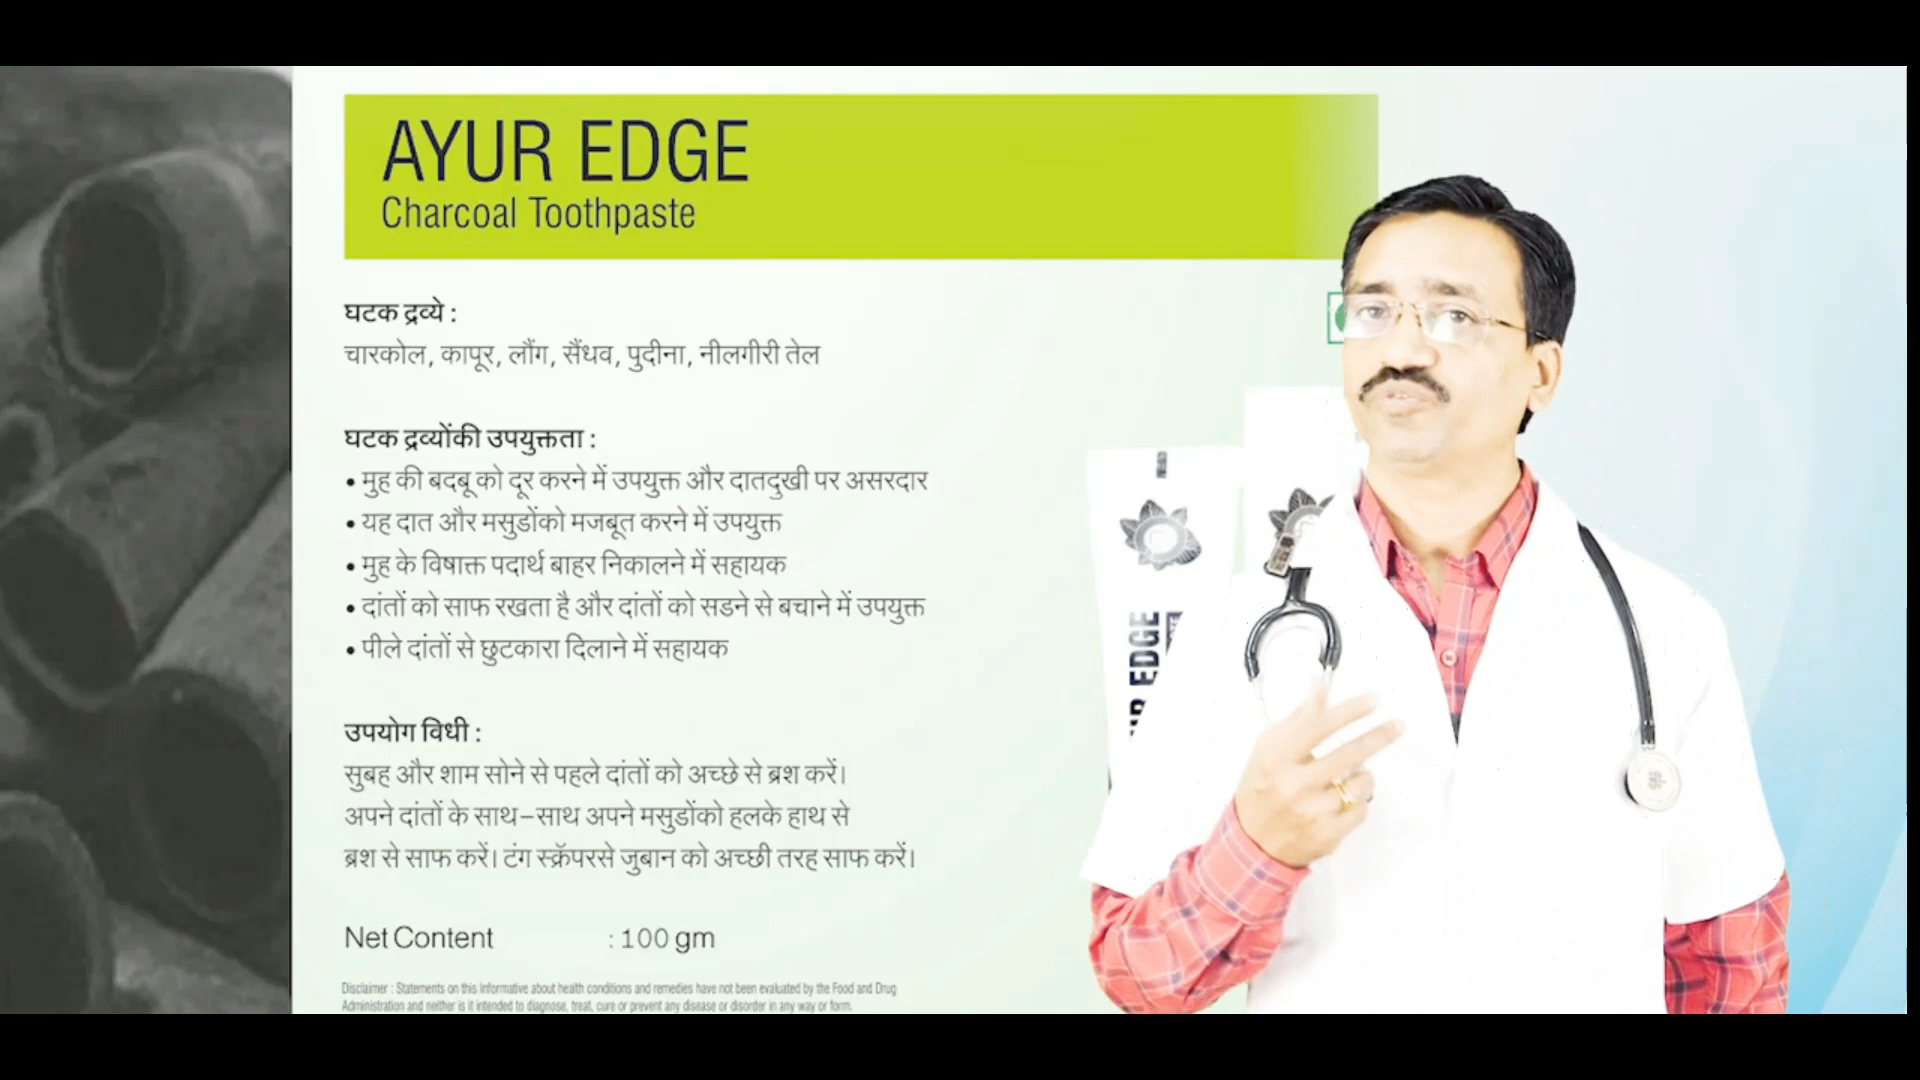 AYUR EDGE
Charcoal Toothpaste
घटक द्रव्ये :
चारकोल, कापूर, लौंग, सैंधव, पुदीना, नीलगीरी तेल
घटक द्रव्योंकी उपयुक्तता :
• मुह की बदबू को दूर करने में उपयुक्त और दातदुखी पर असरदार
• यह दात और मसुडोंको मजबूत करने में उपयुक्त
• मुह के विषाक्त पदार्थ बाहर निकालने में सहायक
• दांतों को साफ रखता है और दांतों को सडने से बचाने में उपयुक्त
• पीले दांतों से छुटकारा दिलाने में सहायक
उपयोग विधी :
सुबह और शाम सोने से पहले दांतों को अच्छे से ब्रश करें।
अपने दांतों के साथ–साथ अपने मसुडोंको हलके हाथ से
ब्रश से साफ करें। टंग स्क्रॅपरसे जुबान को अच्छी तरह साफ करें।
Net Content : 100 gm
Disclaimer : Statements on this Informative about health conditions and remedies have not been evaluated by the Food and Drug
Administration and neither is it intended to diagnose, treat, cure or prevent any disease or disorder in any way or form.
EDGE